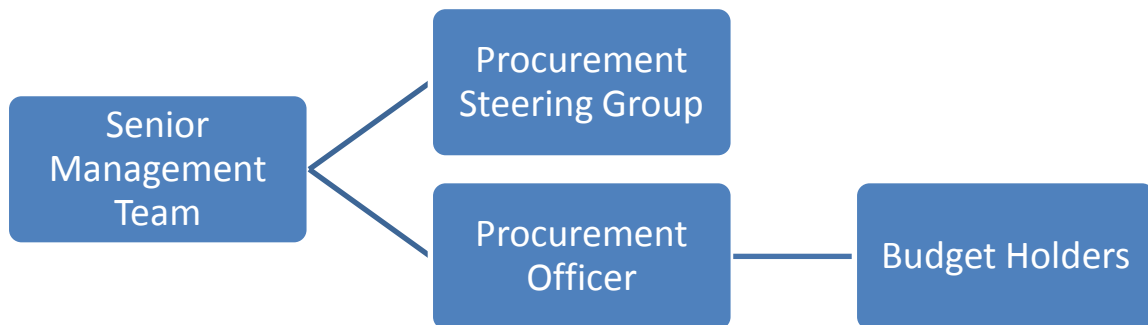 Senior
Management
Team
Procurement
Steering Group
Procurement
Officer
Budget Holders